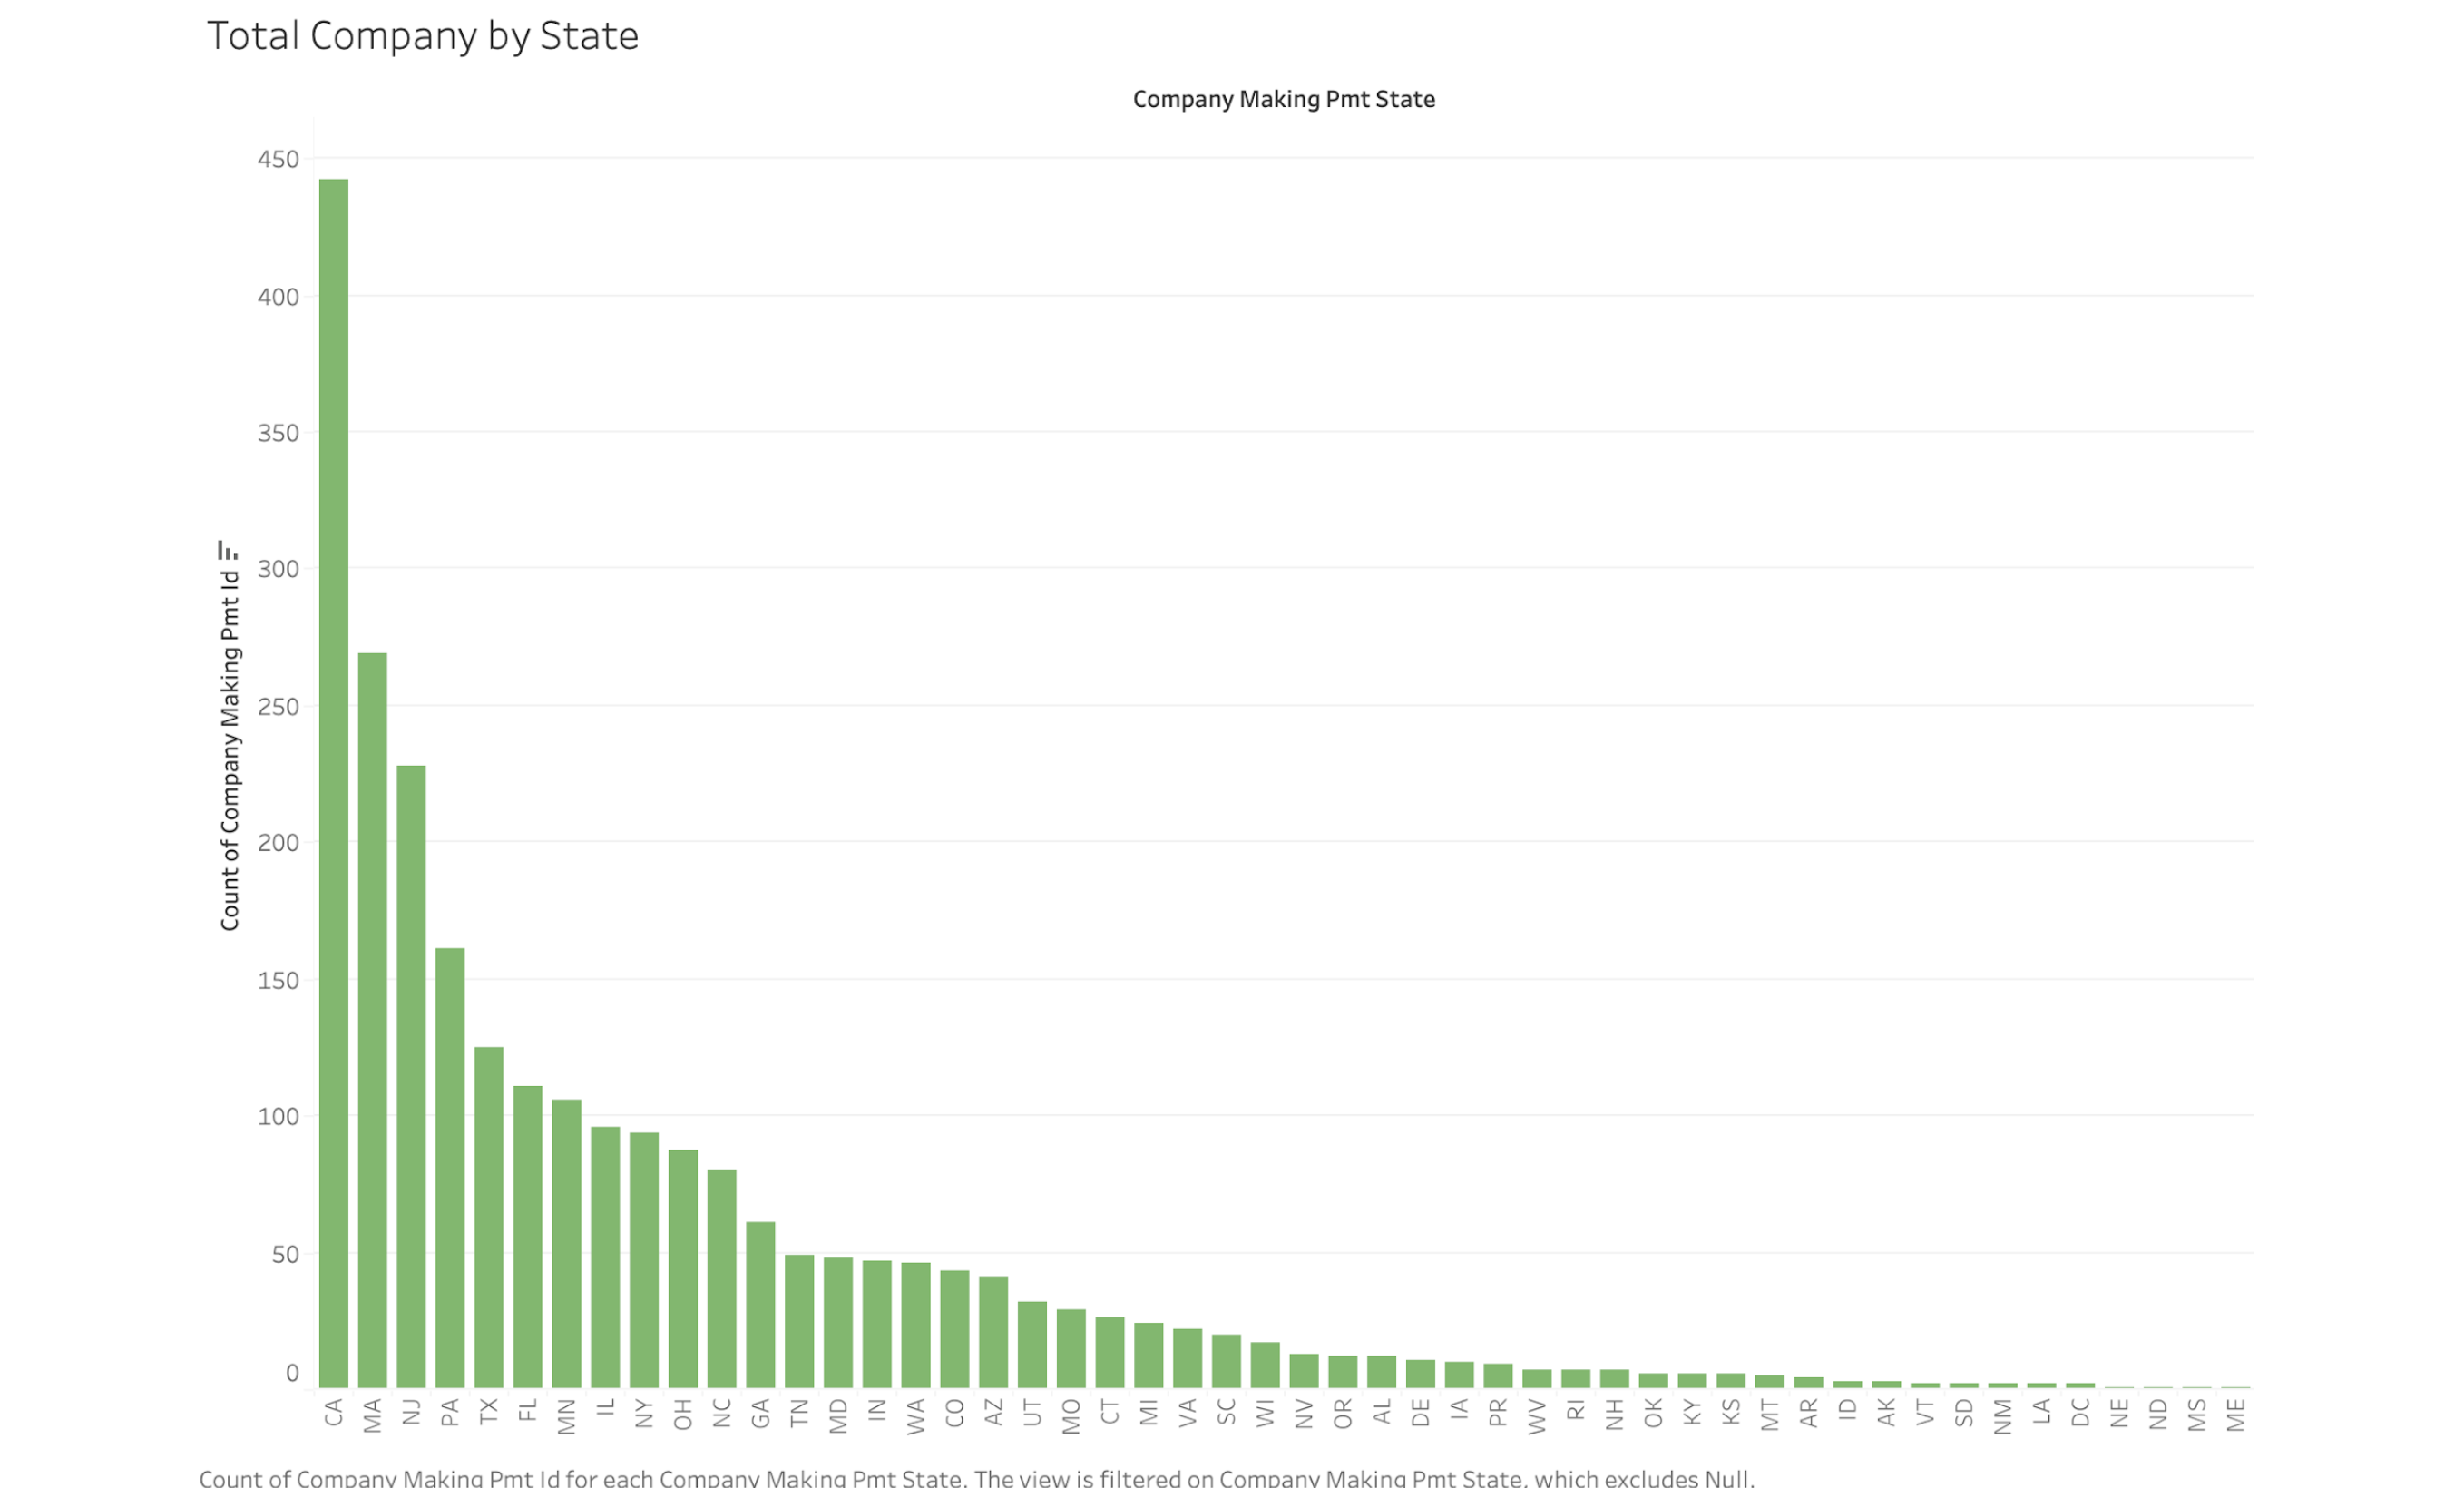 Total Company by State
Company Making Pmt State
Count of Company Making Pmt Id
450
400
350
300
250
200
150
100
50
0
CA MA NJ PA TX FL MN IL NY OH NC GA TN MD IN WA CO AZ UT MO CT MI VA SC WI NV OR AL DE IA PR WV RI NH OK KY KS MT AR ID AK VT SD NM LA DC NE ND MS ME
Count of Company Making Pmt Id for each Company Making Pmt State. The view is filtered on Company Making Pmt State, which excludes Null.